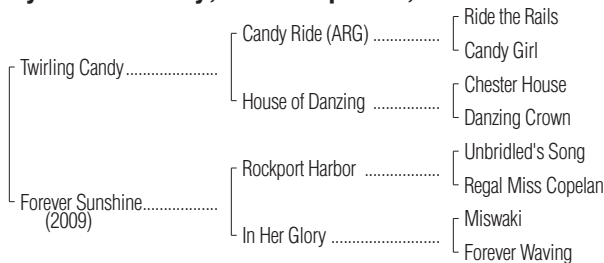 Ride the Rails
Candy Ride (ARG) ................
Candy Girl
Twirling Candy ......................
Chester House
House of Danzing ................
Danzing Crown
Unbridled's Song
Rockport Harbor ..................
Regal Miss Copelan
Forever Sunshine..................
(2009)
Miswaki
In Her Glory ..........................
Forever Waving